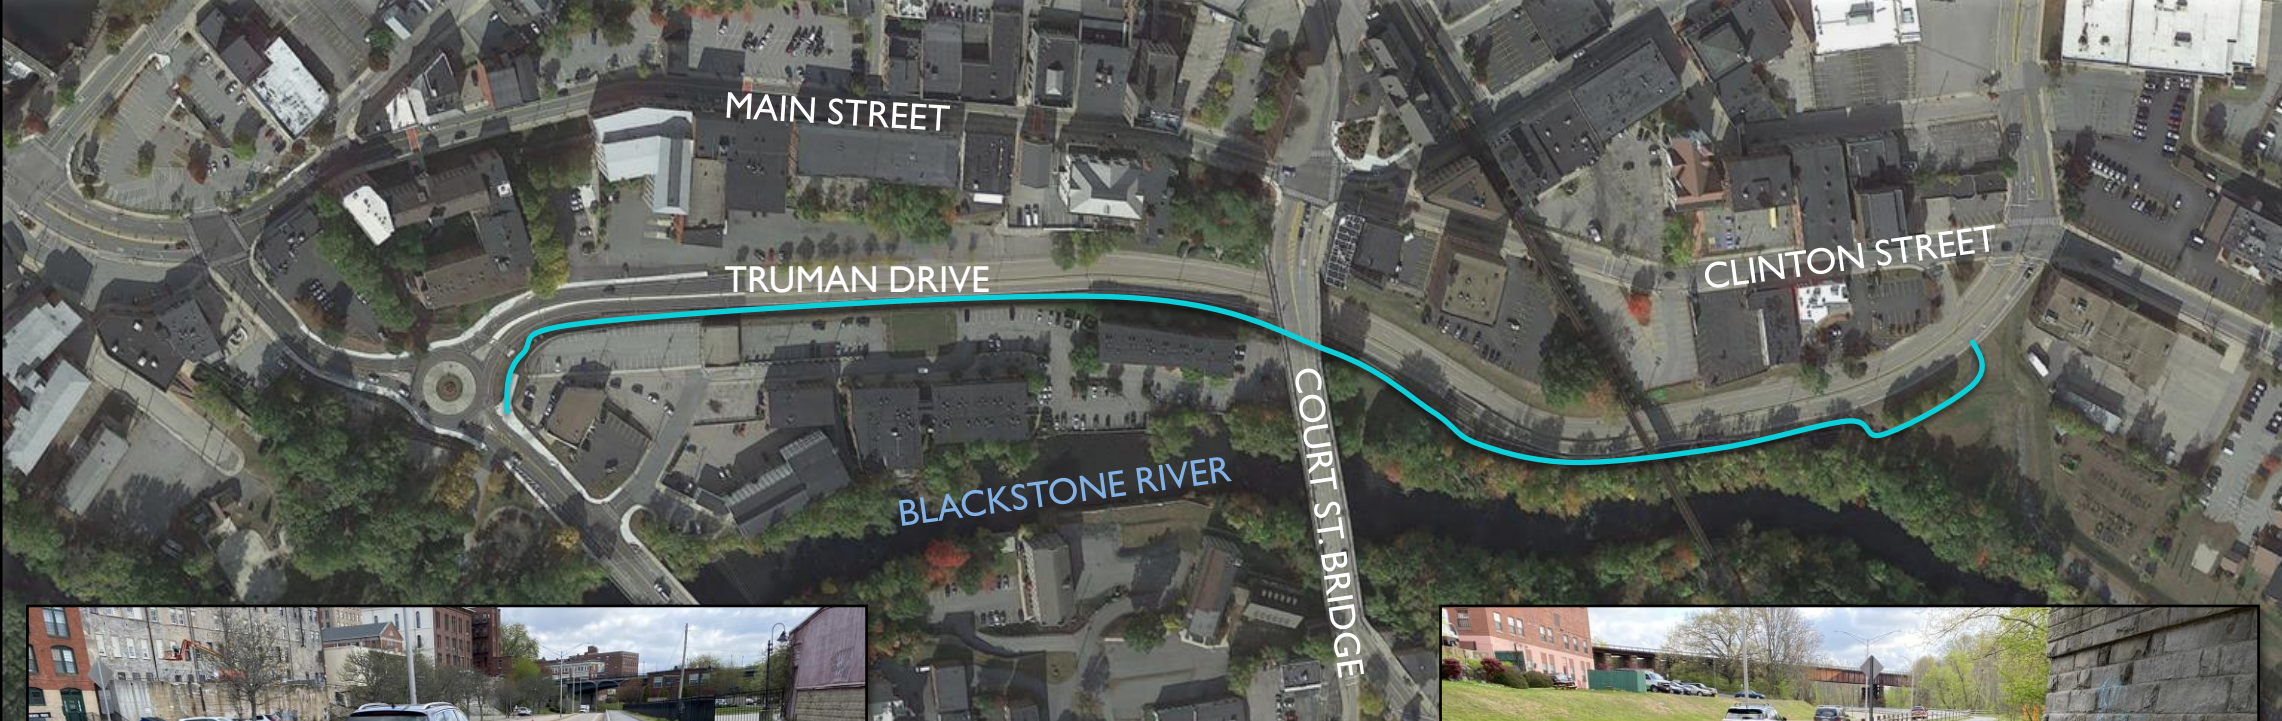 MAIN STREET
TRUMAN DRIVE
CLINTON STREET
COURT ST. BRIDGE
BLACKSTONE RIVER